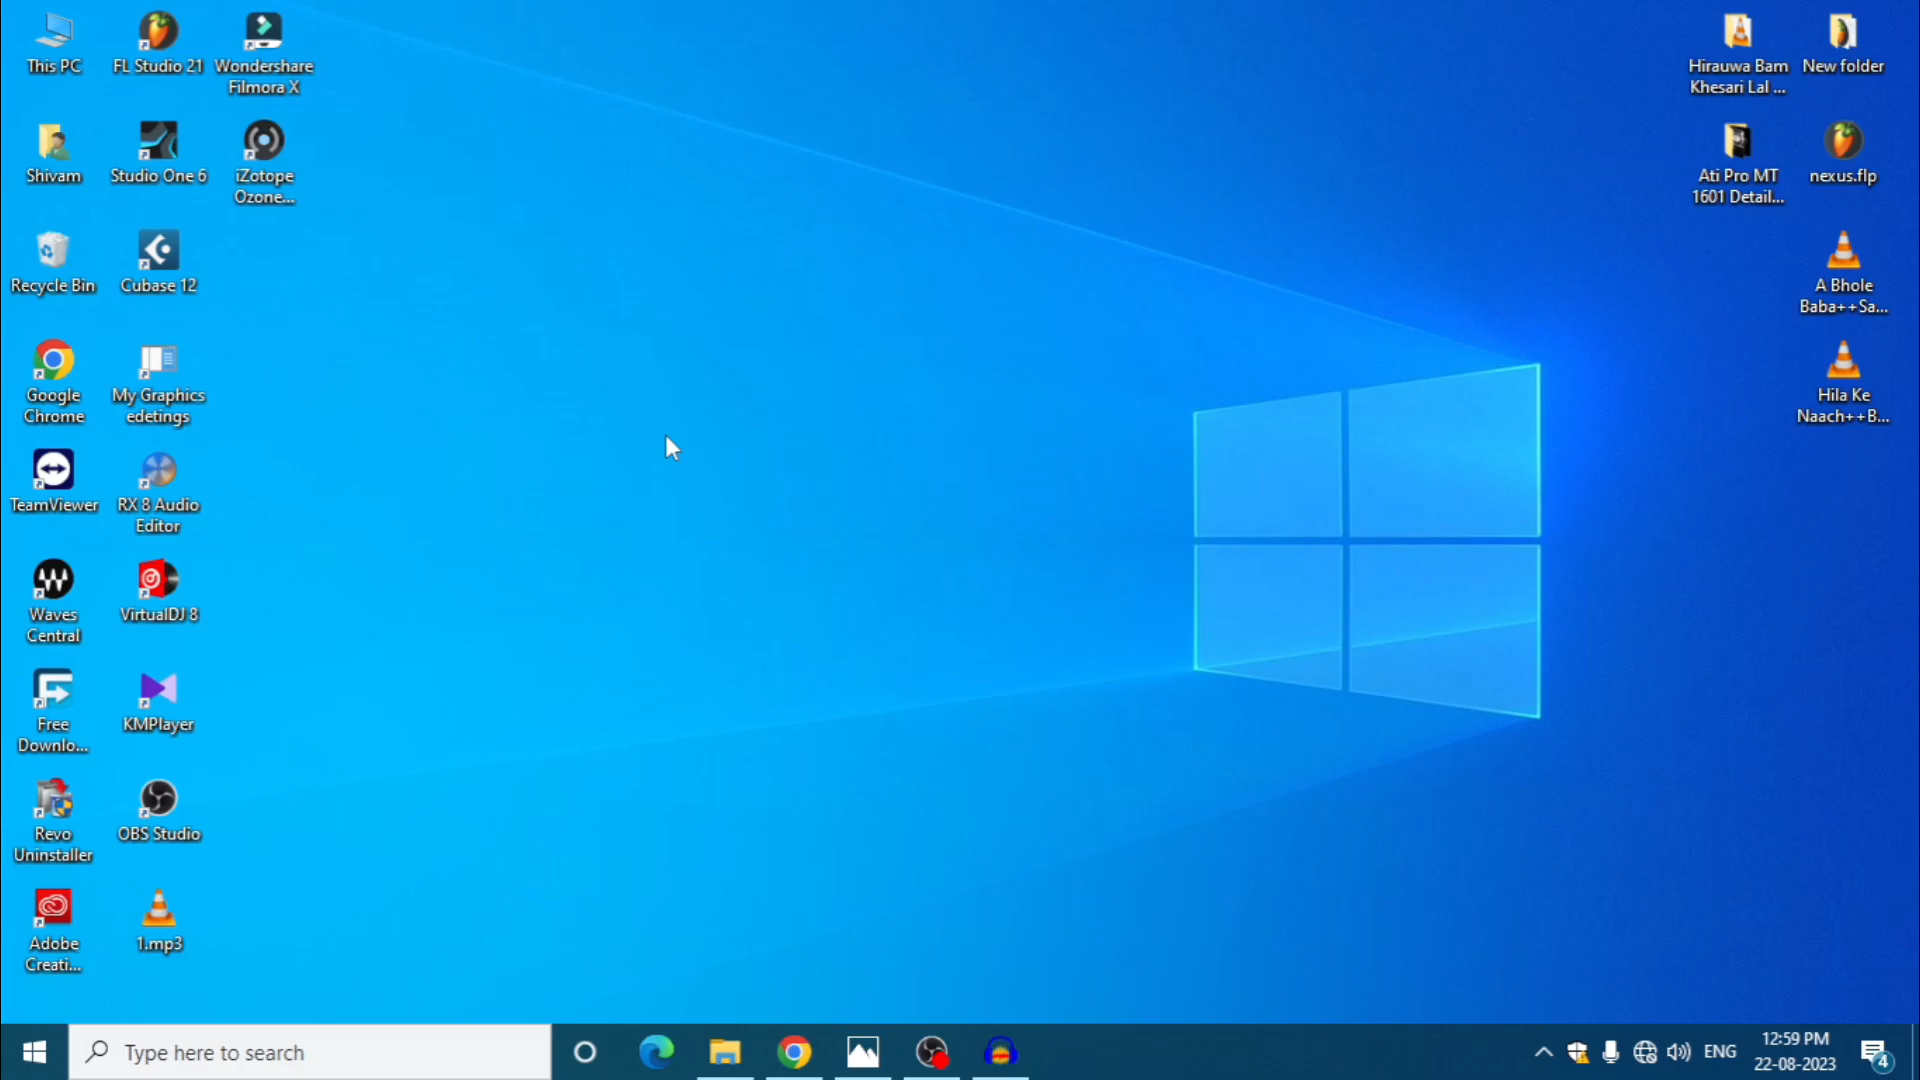 This PC
FL Studio 21
Wondershare
Filmora X
Shivam
Studio One 6
iZotope
Ozone...
Recycle Bin
Cubase 12
Google
Chrome
My Graphics
edetings
TeamViewer
RX 8 Audio
Editor
Waves
Central
VirtualDJ 8
Free
Downlo...
KMPlayer
Revo
Uninstaller
OBS Studio
Adobe
Creati...
1.mp3
Hirauwa Bam
Khesari Lal ...
New folder
Ati Pro MT
1601 Detail...
nexus.flp
A Bhole
Baba++Sa...
Hila Ke
Naach++B...
Type here to search
ENG
12:59 PM
22-08-2023
4